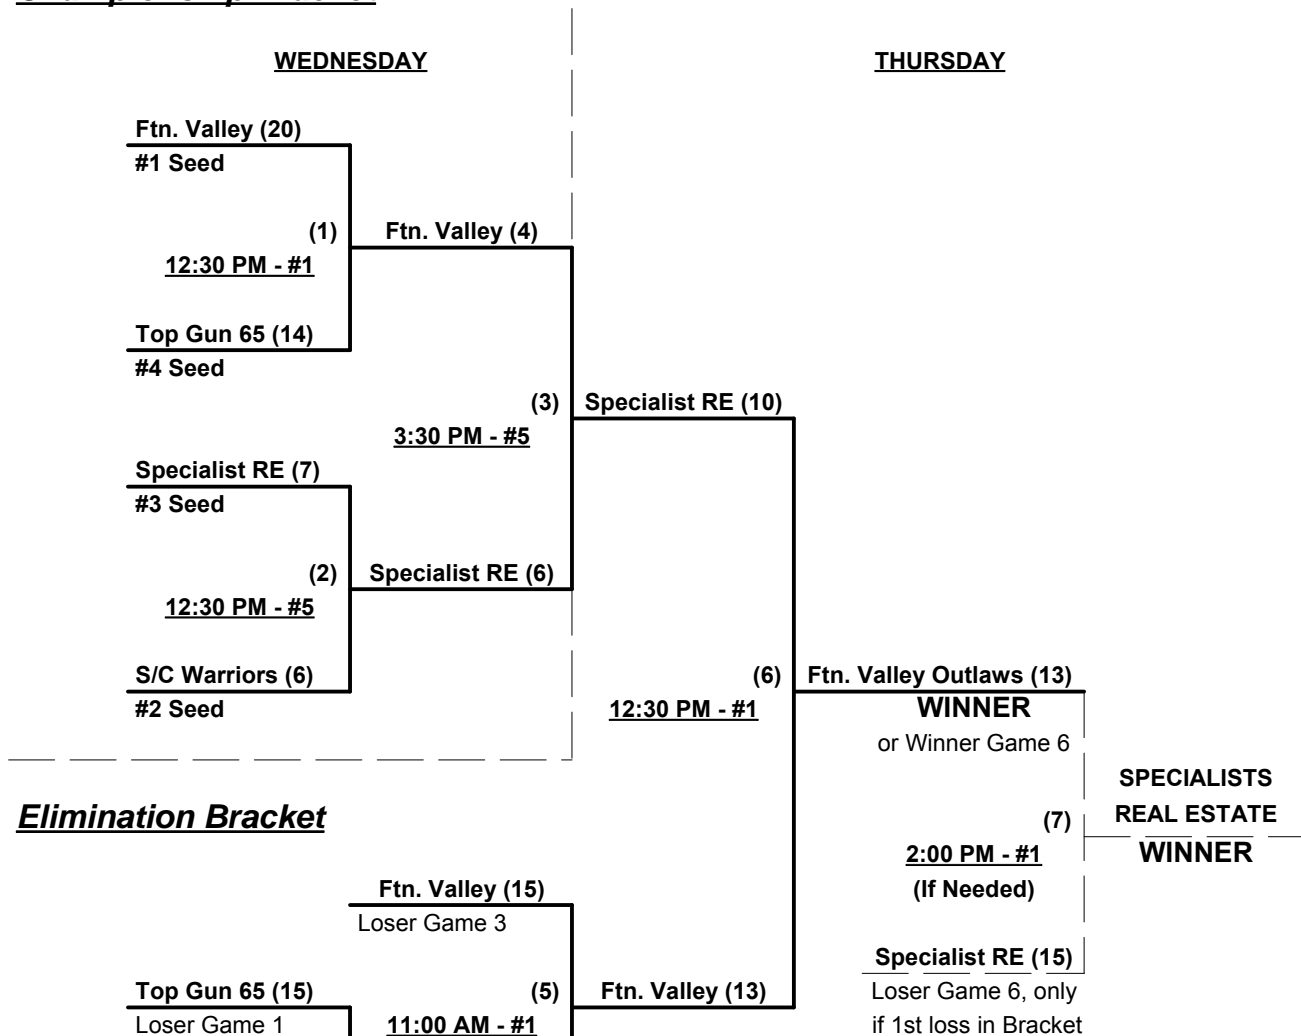 WEDNESDAY
THURSDAY
Ftn. Valley (20)
#1 Seed
(1)
Ftn. Valley (4)
12:30 PM - #1
Top Gun 65 (14)
#4 Seed
(3)
Specialist RE (10)
3:30 PM - #5
Specialist RE (7)
#3 Seed
(2)
Specialist RE (6)
12:30 PM - #5
S/C Warriors (6)
#2 Seed
(6)
Ftn. Valley Outlaws (13)
12:30 PM - #1
WINNER
or Winner Game 6
SPECIALISTS
REAL ESTATE
WINNER
(7)
2:00 PM - #1
(If Needed)
Elimination Bracket
Ftn. Valley (15)
Loser Game 3
Specialist RE (15)
Loser Game 6, only
if 1st loss in Bracket
Top Gun 65 (15)
Loser Game 1
(5)
Ftn. Valley (13)
11:00 AM - #1